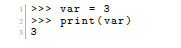 1 >>> var = 3
2 >>> print(var)
3 3